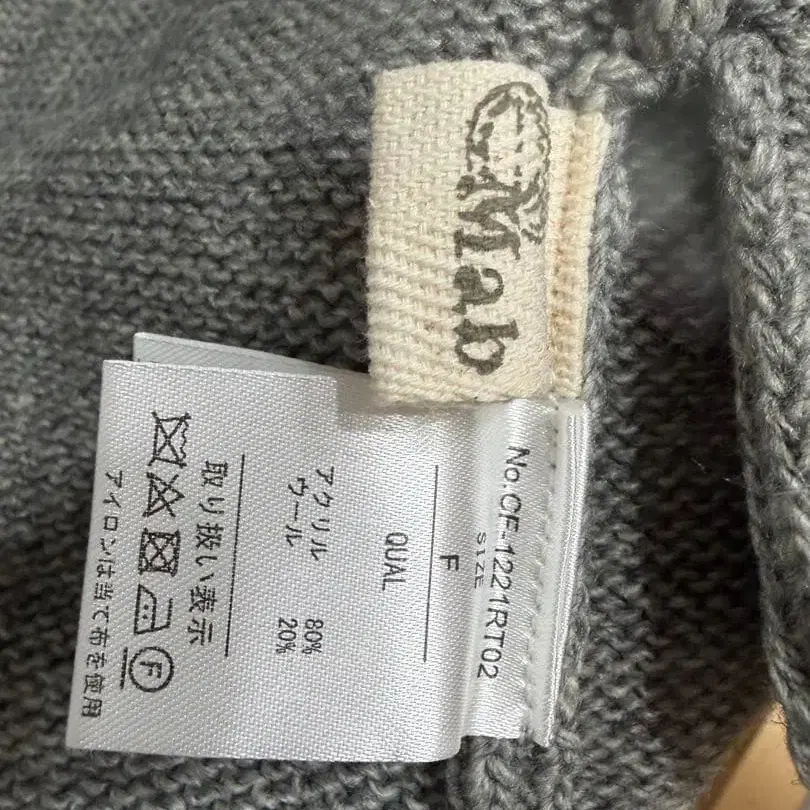 Mab
No.CF-1221RT02
SIZE
F
QUAL
アクリル 80%
ウール 20%
取り扱い表示
F
アイロンは当て布を使用